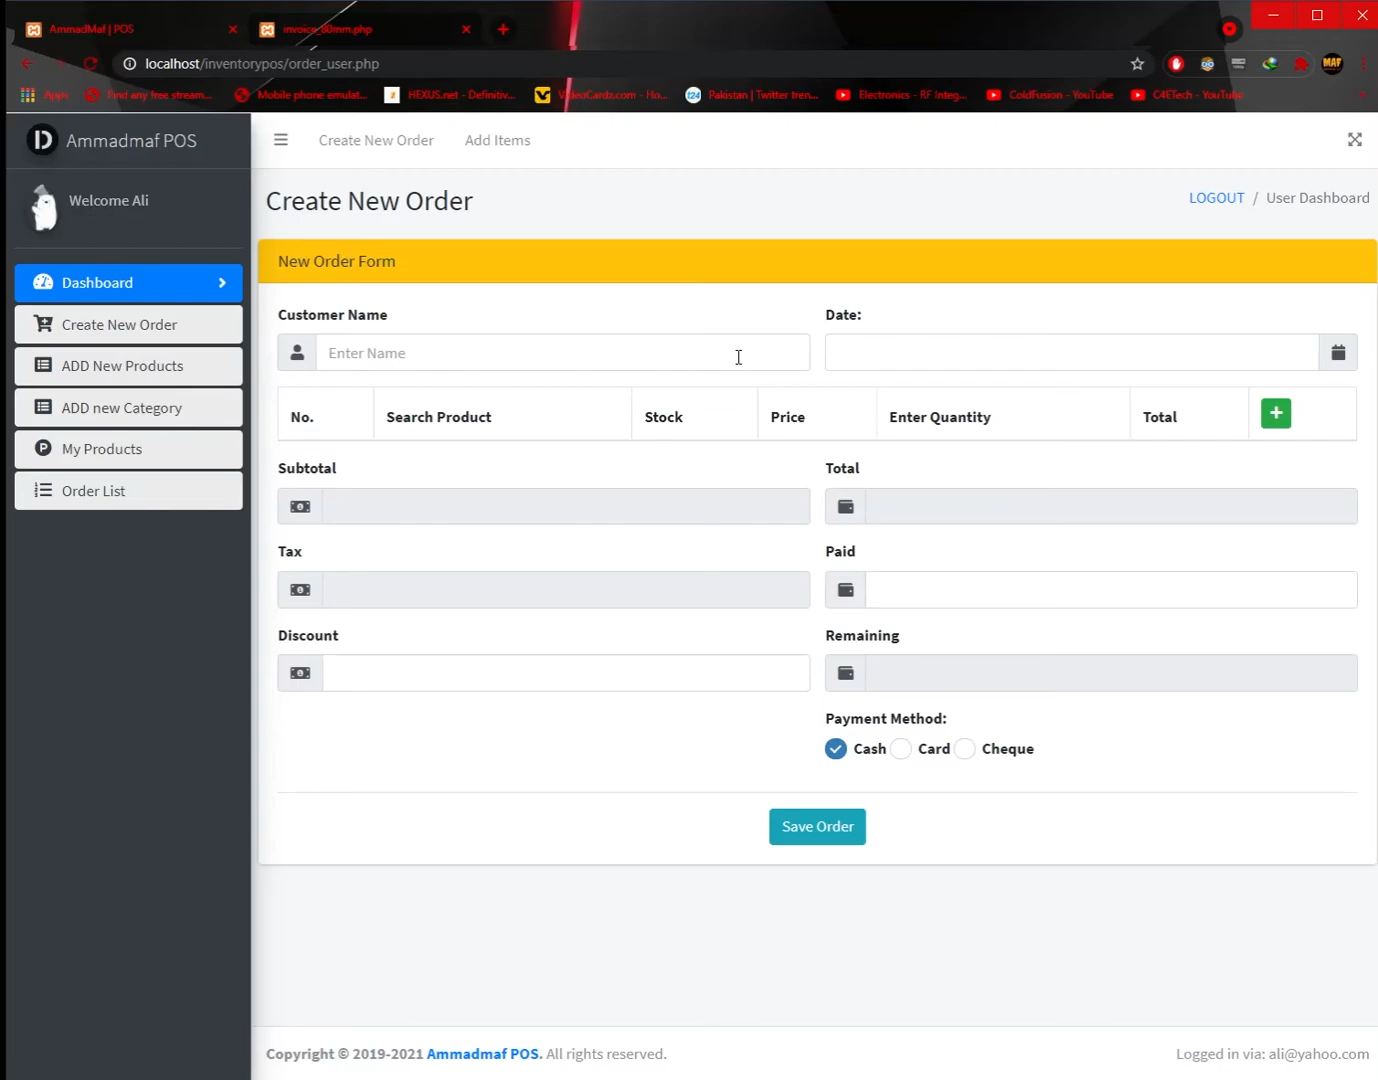 AmmadMaf | POS
invoice_80mm.php
localhost/inventorypos/order_user.php
MAF
Apps
Find any free stream...
Mobile phone emulat...
HEXUS.net - Definitiv...
VideoCardz.com - Ho...
t24
Pakistan | Twitter tren...
Electronics - RF Integ...
ColdFusion - YouTube
C4ETech - YouTube
Ammadmaf POS
Create New Order
Add Items
Welcome Ali
Create New Order
LOGOUT / User Dashboard
Dashboard
Create New Order
ADD New Products
ADD new Category
My Products
Order List
New Order Form
Customer Name
Date:
Enter Name
No. Search Product Stock Price Enter Quantity Total +
Subtotal
Total
Tax
Paid
Discount
Remaining
Payment Method:
Cash Card Cheque
Save Order
Copyright © 2019-2021 Ammadmaf POS. All rights reserved.
Logged in via: ali@yahoo.com